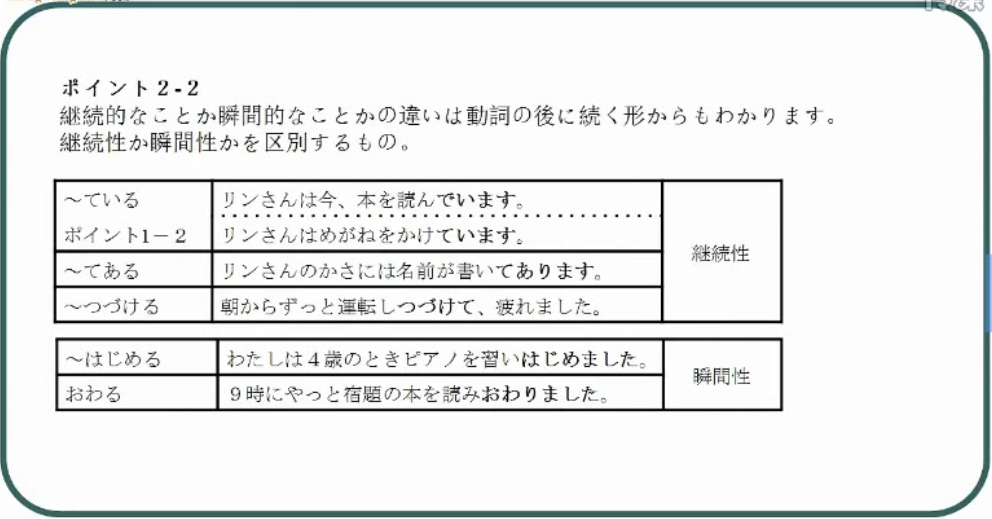 ポイント2-2
継続的なことか瞬間的なことかの違いは動詞の後に続く形からもわかります。
継続性か瞬間性かを区別するもの。
～ている リンさんは今、本を読んでいます。
ポイント1－2 リンさんはめがねをかけています。
継続性
～てある リンさんのかさには名前が書いてあります。
～つづける 朝からずっと運転しつづけて、疲れました。
～はじめる わたしは４歳のときピアノを習いはじめました。
瞬間性
おわる ９時にやっと宿題の本を読みおわりました。